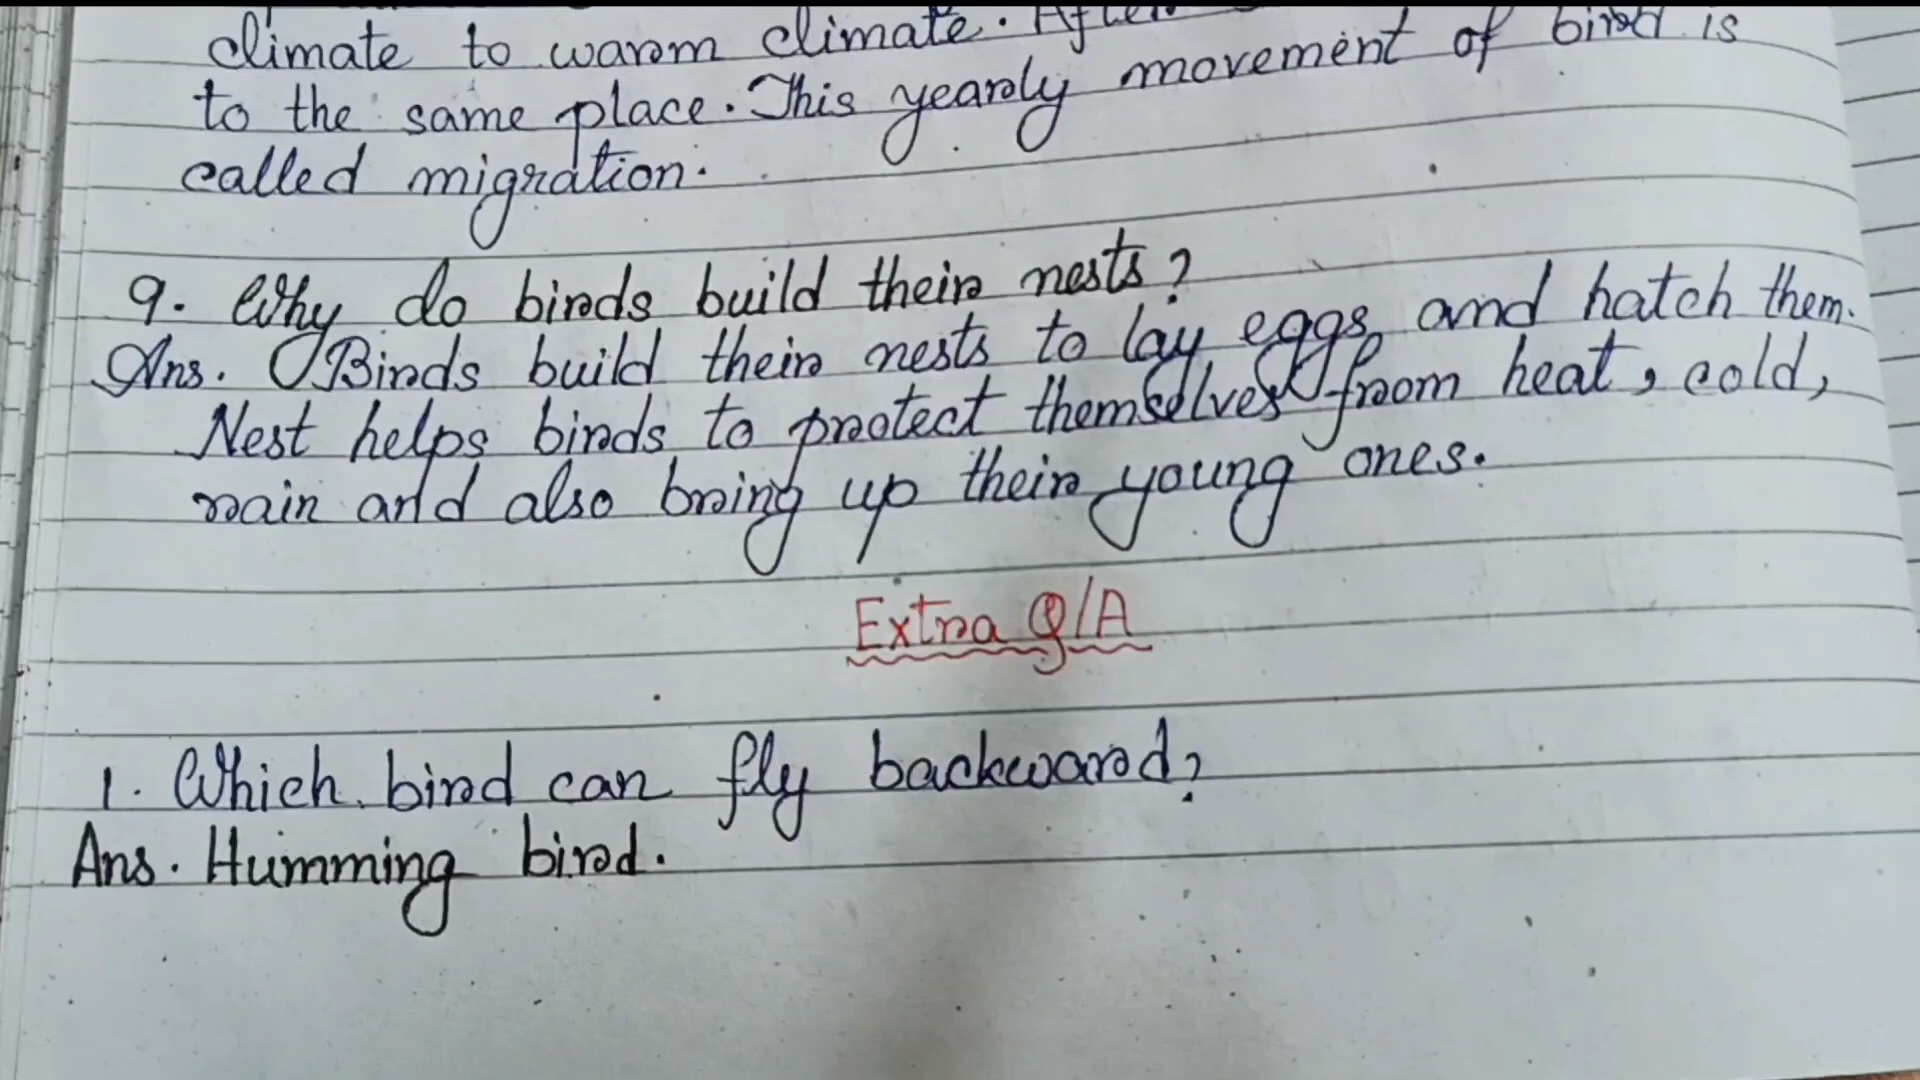 climate to warm climate. After
to the same place. This yearly movement of bird is
called migration.
9. Why do birds build their nests?
Ans. Birds build their nests to lay eggs and hatch them.
Nest helps birds to protect themselves from heat, cold,
rain and also bring up their young ones.
Extra Q/A
1. Which bird can fly backward?
Ans. Humming bird.